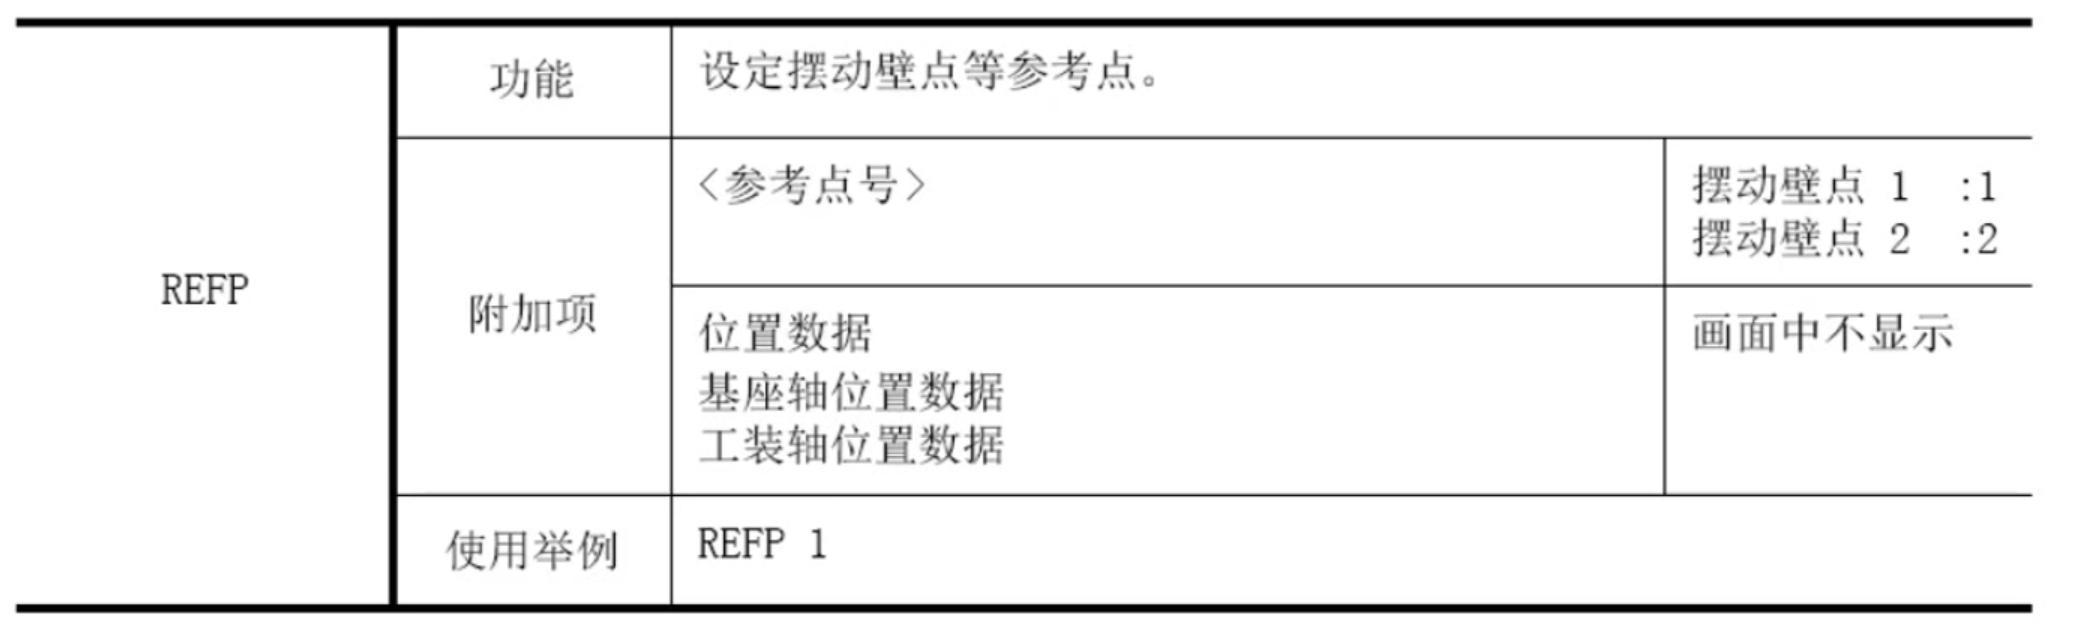 REFP
功能
设定摆动壁点等参考点。
附加项
<参考点号>
摆动壁点 1 :1
摆动壁点 2 :2
位置数据
基座轴位置数据
工装轴位置数据
画面中不显示
使用举例
REFP 1